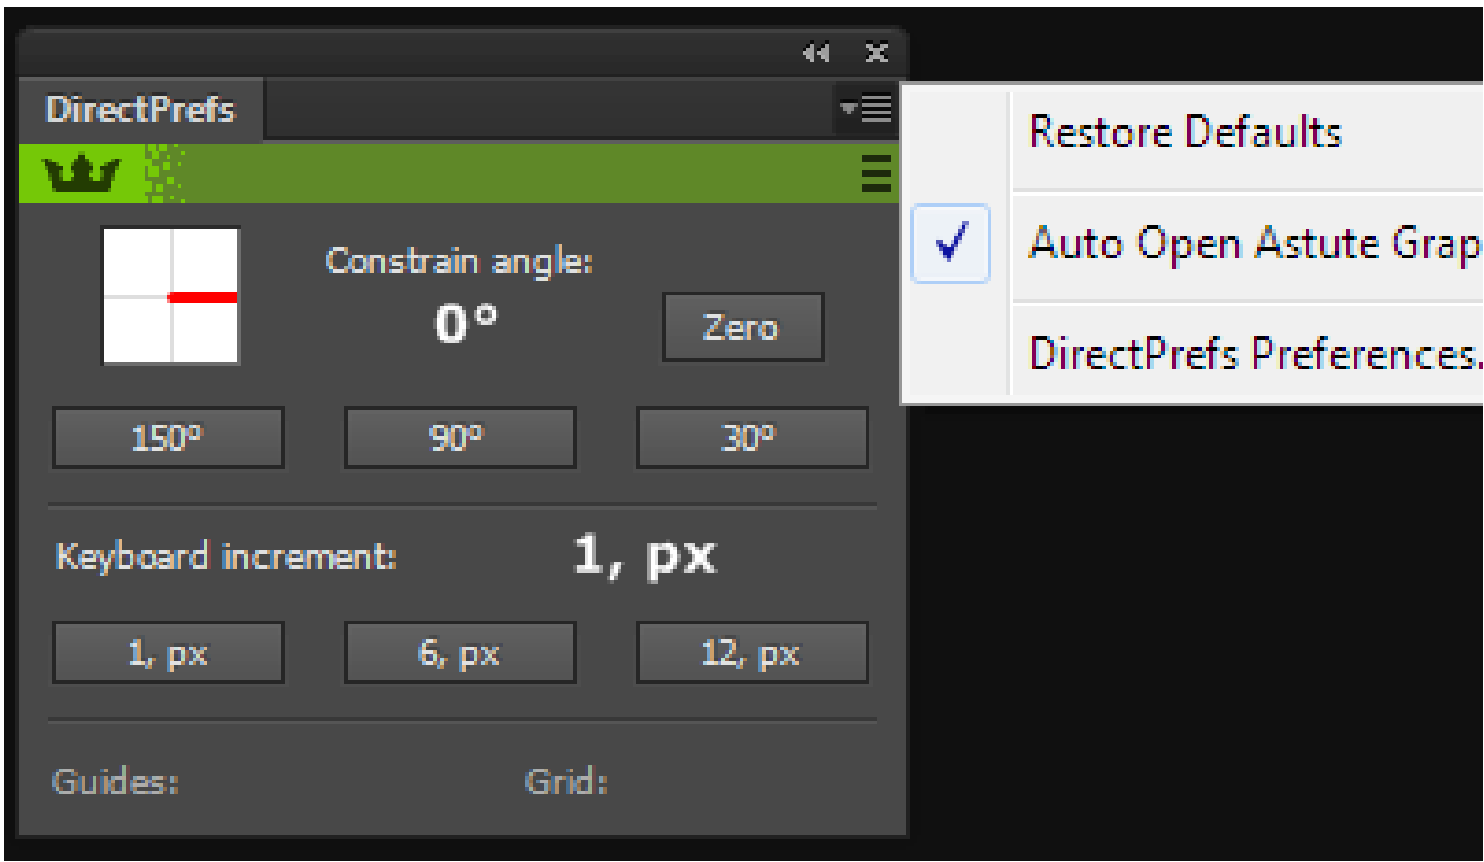 DirectPrefs
Restore Defaults
Auto Open Astute Grap
DirectPrefs Preferences.
Constrain angle:
0°
Zero
150º
90º
30º
Keyboard increment:
1, px
1, px
6, px
12, px
Guides:
Grid: